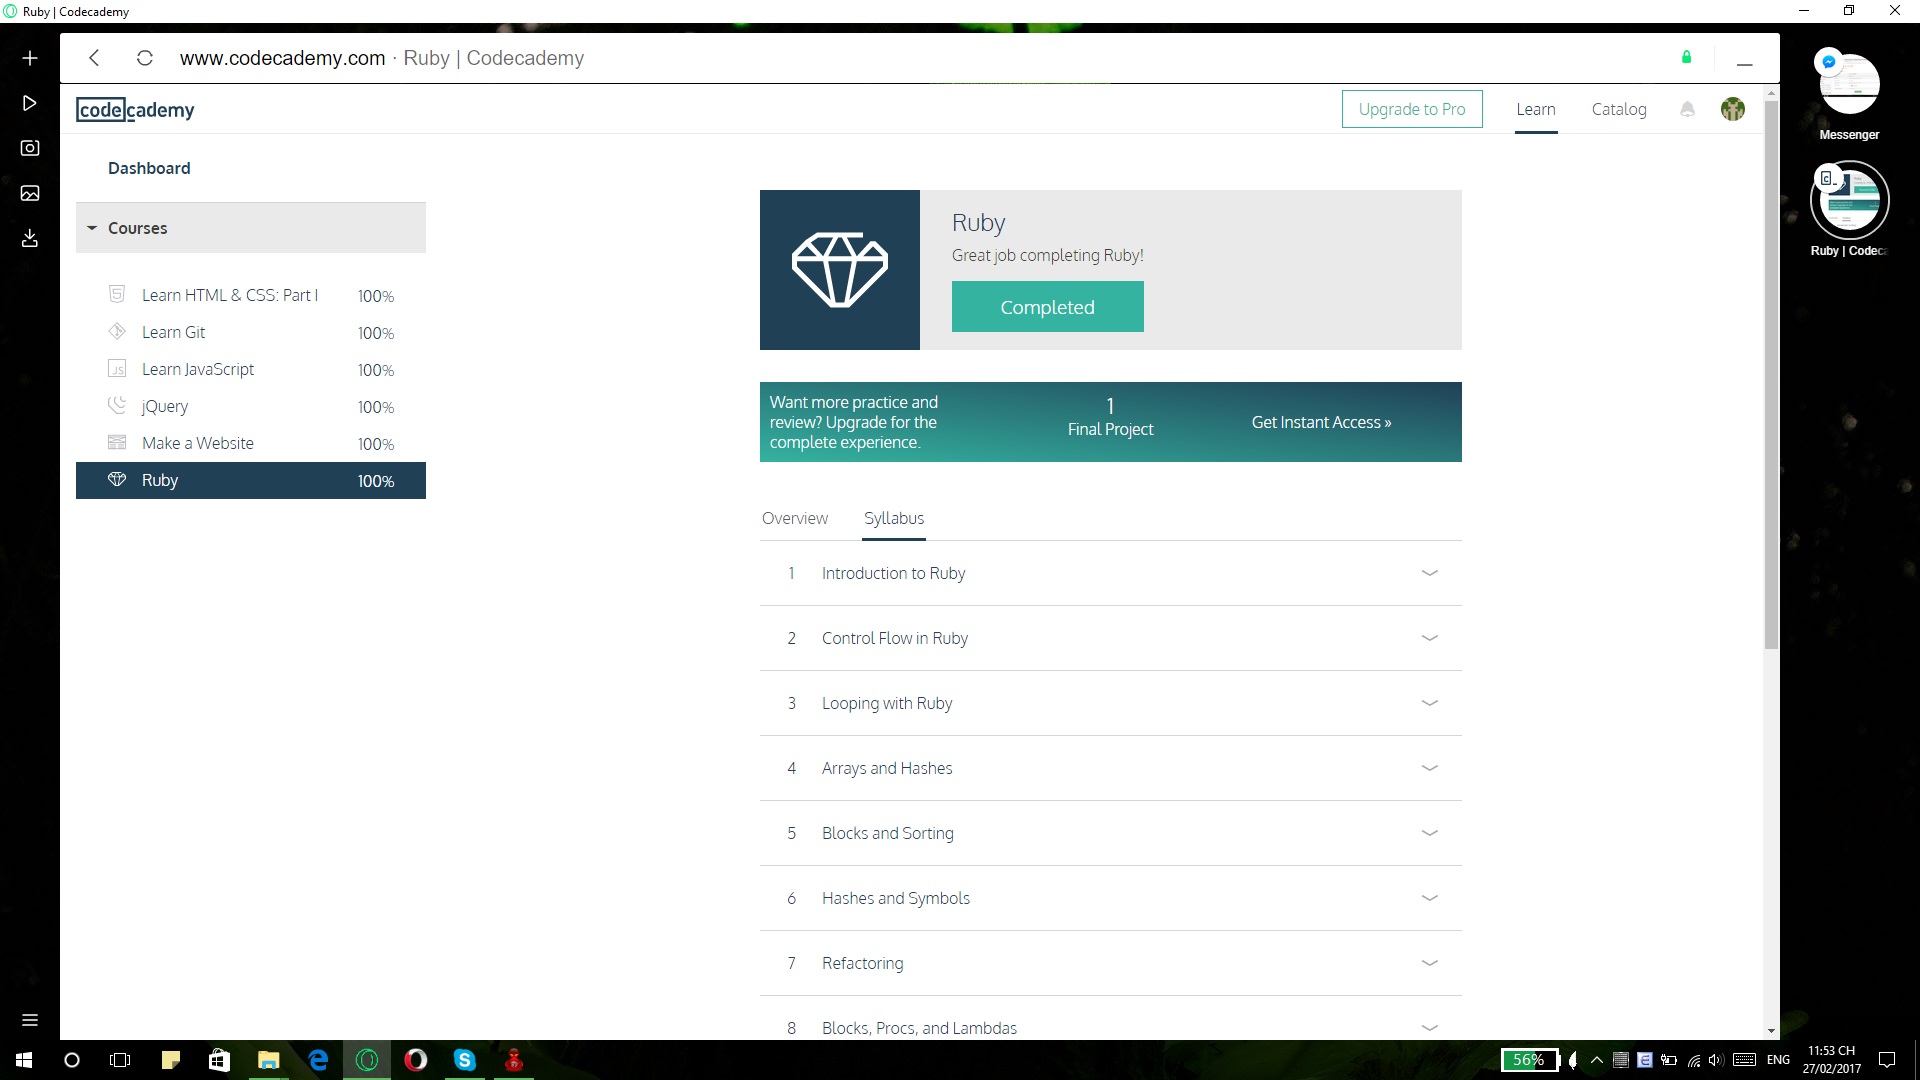 Ruby | Codecademy
www.codecademy.com · Ruby | Codecademy
codecademy
Upgrade to Pro
Learn
Catalog
Messenger
Ruby | Codeca
Dashboard
Courses
Learn HTML & CSS: Part I 100%
Learn Git 100%
JS Learn JavaScript 100%
jQuery 100%
Make a Website 100%
Ruby 100%
Ruby
Great job completing Ruby!
Completed
Want more practice and
review? Upgrade for the
complete experience.
1
Final Project
Get Instant Access »
Overview
Syllabus
1 Introduction to Ruby
2 Control Flow in Ruby
3 Looping with Ruby
4 Arrays and Hashes
5 Blocks and Sorting
6 Hashes and Symbols
7 Refactoring
8 Blocks, Procs, and Lambdas
56%
ENG
11:53 CH
27/02/2017